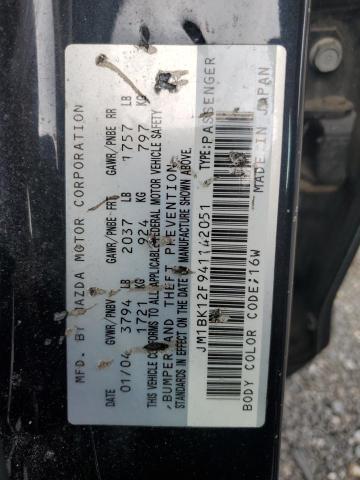 MFD. BY MAZDA MOTOR CORPORATION
GVWR/PNBV GAWR/PNBE-FRT GAWR/PNBE RR
01/04 3794 LB 2037 LB 1757 LB
1721 KG 924 KG 797 KG
THIS VEHICLE CONFORMS TO ALL APPLICABLE FEDERAL MOTOR VEHICLE SAFETY
, BUMPER AND THEFT PREVENTION
STANDARDS IN EFFECT ON THE DATE OF MANUFACTURE SHOWN ABOVE.
JM1BK12F941142051 TYPE:PASSENGER
BODY COLOR CODE:16W MADE IN JAPAN